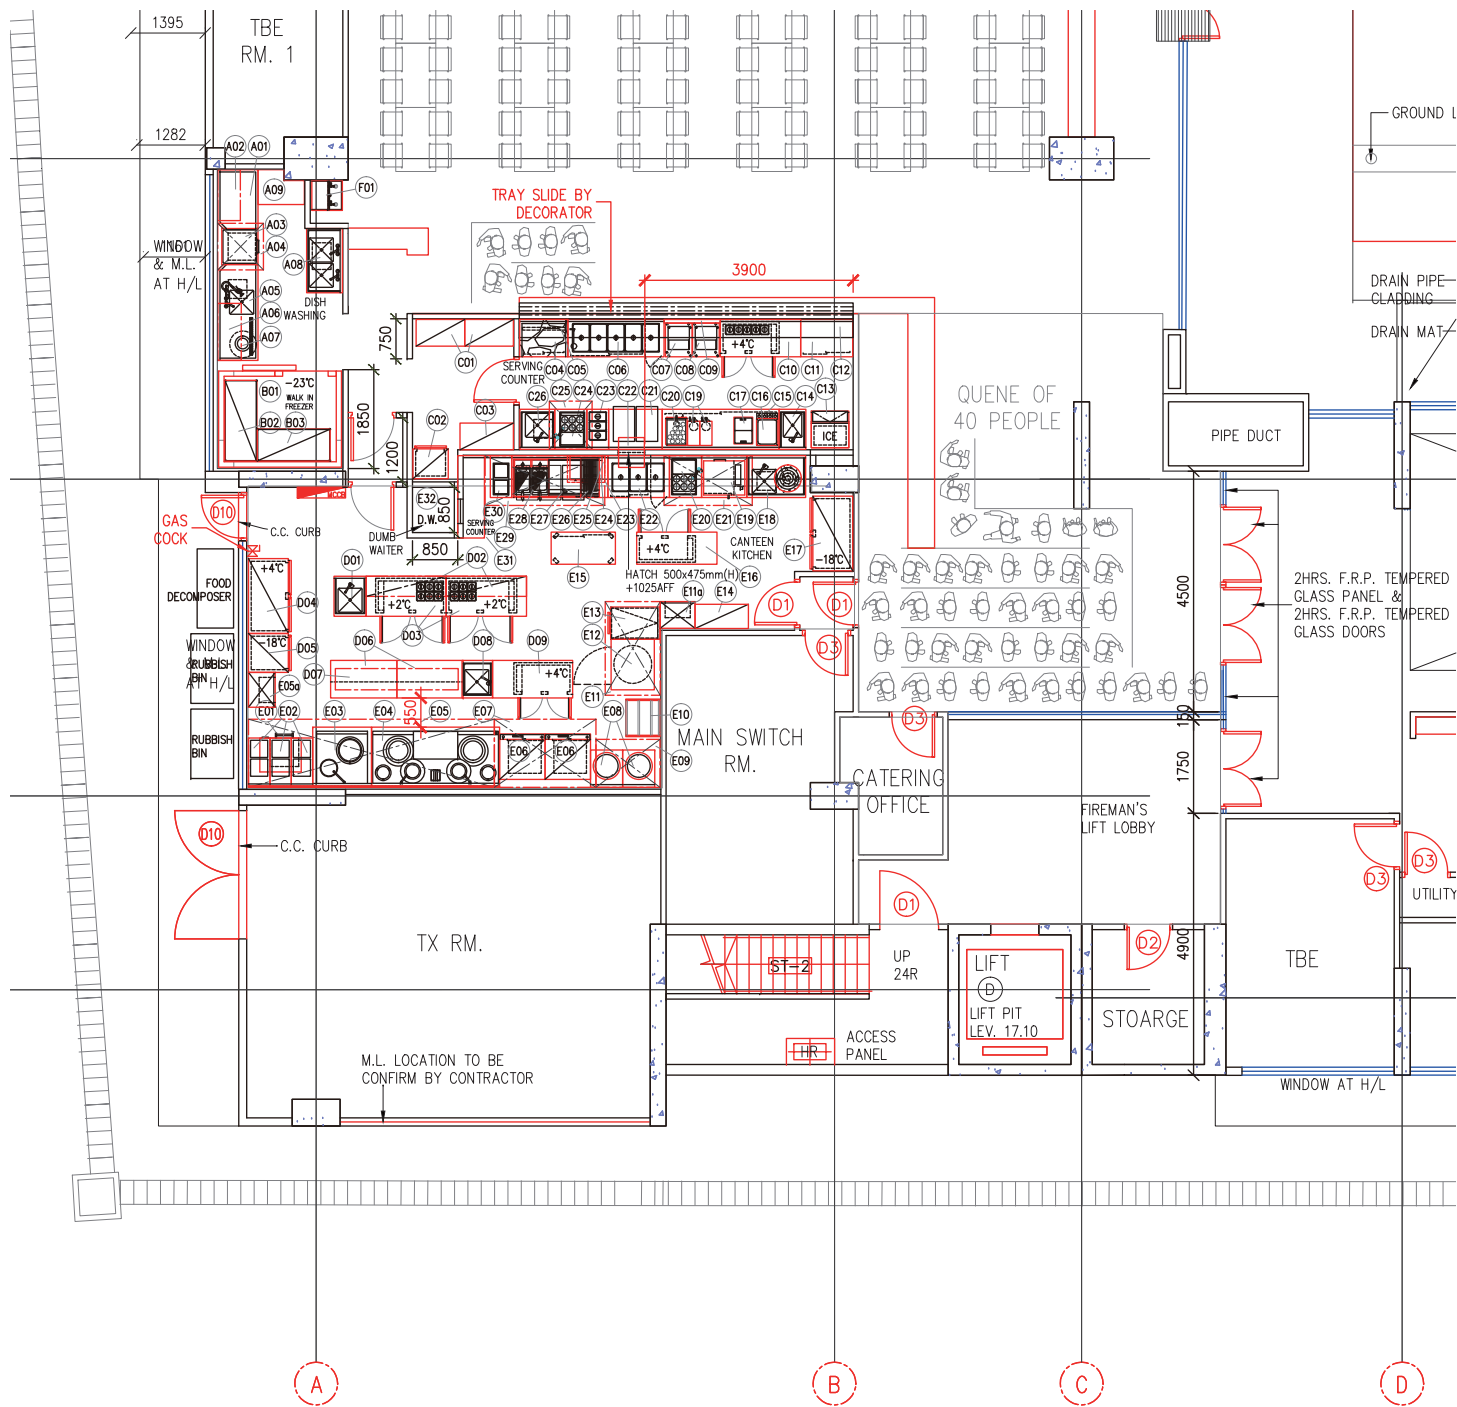 1395
TBE
RM. 1
1282
GROUND L
A02
A01
A09
F01
TRAY SLIDE BY
DECORATOR
A03
A04
A08
WINDOW
& M.L.
AT H/L
3900
DRAIN PIPE
CLADDING
A05
A06
A07
DISH
WASHING
DRAIN MAT
750
C01
+4°C
SERVING
COUNTER
C04
C05
C06
C07
C08
C09
C10
C11
C12
B01
-23°C
WALK IN
FREEZER
B02
B03
1850
C26
C25
C24
C23
C22
C21
C20
C19
C17
C16
C15
C14
C13
QUENE OF
40 PEOPLE
C03
C02
1200
ICE
PIPE DUCT
MCCB
D10
GAS
COCK
C.C. CURB
E32
D.W.
850
SERVING
COUNTER
E30
E28
E27
E26
E25
E24
E23
E22
E20
E21
E19
E18
E29
E31
DUMB
WAITER
850
CANTEEN
KITCHEN
E17
-18°C
4500
FOOD
DECOMPOSER
+4°C
D04
D01
D02
+2°C
+2°C
D03
E15
+4°C
E16
HATCH 500x475mm(H)
+1025AFF
E11a
E14
D1
D1
2HRS. F.R.P. TEMPERED
GLASS PANEL &
2HRS. F.R.P. TEMPERED
GLASS DOORS
E13
E12
D3
WINDOW
AT H/L
RUBBISH
BIN
-18°C
D05
D06
D08
D09
D07
E05a
+4°C
E11
550
E01
E02
E03
E04
E05
E07
E08
E10
E09
E06
E06
D3
150
RUBBISH
BIN
MAIN SWITCH
RM.
CATERING
OFFICE
1750
FIREMAN'S
LIFT LOBBY
D10
C.C. CURB
D3
D3
UTILITY
D1
D2
TX RM.
ST-2
UP
24R
LIFT
D
LIFT PIT
LEV. 17.10
4900
TBE
STOARGE
HR
ACCESS
PANEL
M.L. LOCATION TO BE
CONFIRM BY CONTRACTOR
WINDOW AT H/L
A
B
C
D